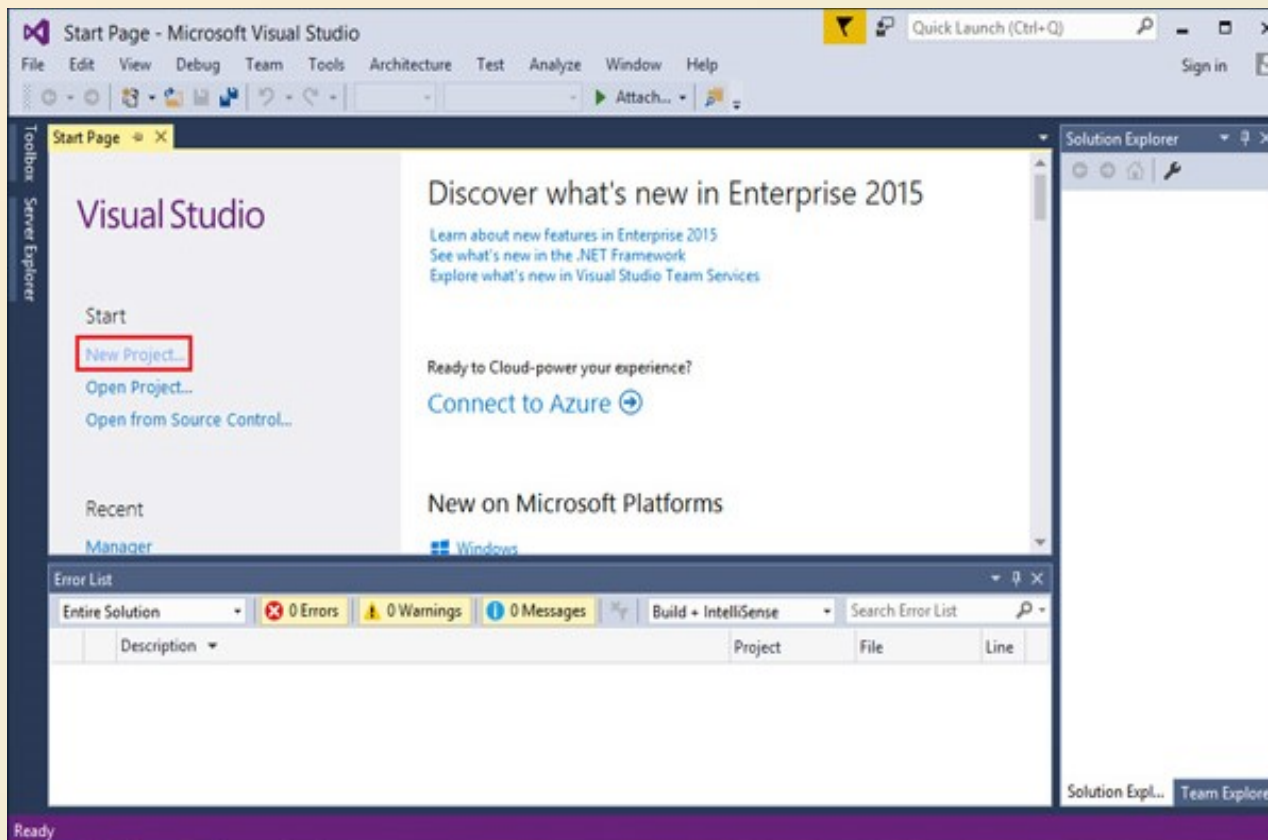 Start Page - Microsoft Visual Studio
Quick Launch (Ctrl+Q)
File Edit View Debug Team Tools Architecture Test Analyze Window Help
Sign in
Attach...
Toolbox
Server Explorer
Start Page
Visual Studio
Start
New Project...
Open Project...
Open from Source Control...
Recent
Manager
Discover what's new in Enterprise 2015
Learn about new features in Enterprise 2015
See what's new in the .NET Framework
Explore what's new in Visual Studio Team Services
Ready to Cloud-power your experience?
Connect to Azure
New on Microsoft Platforms
Windows
Solution Explorer
Error List
Entire Solution 0 Errors 0 Warnings 0 Messages Build + IntelliSense Search Error List
Description Project File Line
Solution Expl... Team Explore
Ready